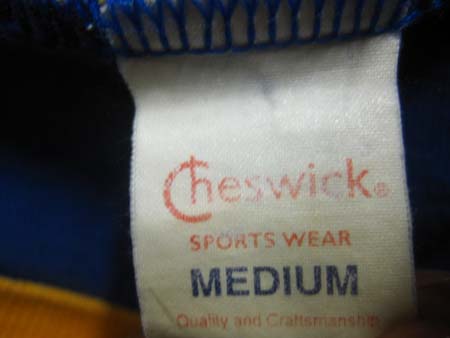 Cheswick®
SPORTS WEAR
MEDIUM
Quality and Craftsmanship